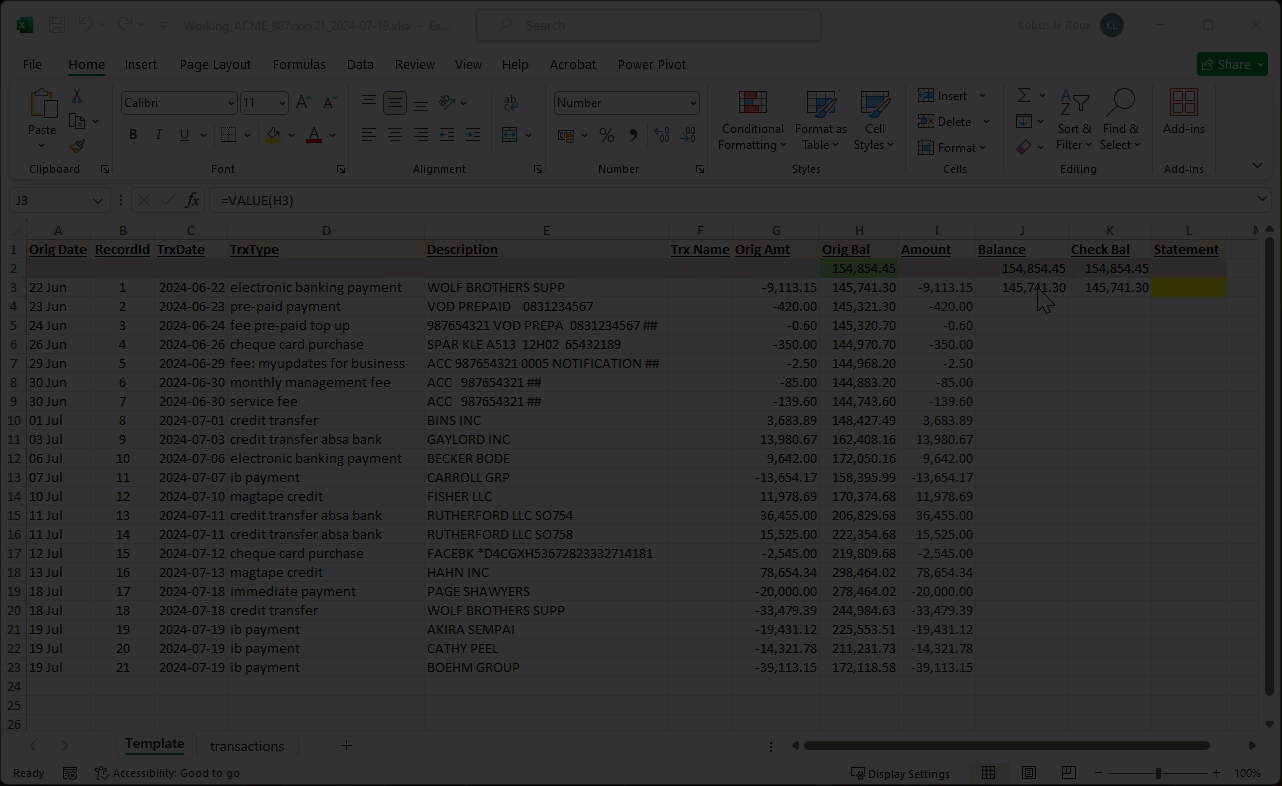 Working_ACME_987xxxx21_2024-07-19.xlsx - Ex...
Search
Kobus le Roux
KL
File Home Insert Page Layout Formulas Data Review View Help Acrobat Power Pivot
Share
Paste
Calibri
11
B I U
Number
Conditional Formatting
Format as Table
Cell Styles
Insert
Delete
Format
Sort & Filter
Find & Select
Add-ins
Clipboard Font Alignment Number Styles Cells Editing Add-ins
J3 fx =VALUE(H3)
A B C D E F G H I J K L
1 Orig Date RecordId TrxDate TrxType Description Trx Name Orig Amt Orig Bal Amount Balance Check Bal Statement
2 154,854.45 154,854.45 154,854.45
3 22 Jun 1 2024-06-22 electronic banking payment WOLF BROTHERS SUPP -9,113.15 145,741.30 -9,113.15 145,741.30 145,741.30
4 23 Jun 2 2024-06-23 pre-paid payment VOD PREPAID 0831234567 -420.00 145,321.30 -420.00
5 24 Jun 3 2024-06-24 fee pre-paid top up 987654321 VOD PREPA 0831234567 ## -0.60 145,320.70 -0.60
6 26 Jun 4 2024-06-26 cheque card purchase SPAR KLE A513 12H02 65432189 -350.00 144,970.70 -350.00
7 29 Jun 5 2024-06-29 fee: myupdates for business ACC 987654321 0005 NOTIFICATION ## -2.50 144,968.20 -2.50
8 30 Jun 6 2024-06-30 monthly management fee ACC 987654321 ## -85.00 144,883.20 -85.00
9 30 Jun 7 2024-06-30 service fee ACC 987654321 ## -139.60 144,743.60 -139.60
10 01 Jul 8 2024-07-01 credit transfer BINS INC 3,683.89 148,427.49 3,683.89
11 03 Jul 9 2024-07-03 credit transfer absa bank GAYLORD INC 13,980.67 162,408.16 13,980.67
12 06 Jul 10 2024-07-06 electronic banking payment BECKER BODE 9,642.00 172,050.16 9,642.00
13 07 Jul 11 2024-07-07 ib payment CARROLL GRP -13,654.17 158,395.99 -13,654.17
14 10 Jul 12 2024-07-10 magtape credit FISHER LLC 11,978.69 170,374.68 11,978.69
15 11 Jul 13 2024-07-11 credit transfer absa bank RUTHERFORD LLC SO754 36,455.00 206,829.68 36,455.00
16 11 Jul 14 2024-07-11 credit transfer absa bank RUTHERFORD LLC SO758 15,525.00 222,354.68 15,525.00
17 12 Jul 15 2024-07-12 cheque card purchase FACEBK *D4CGXH53672823332714181 -2,545.00 219,809.68 -2,545.00
18 13 Jul 16 2024-07-13 magtape credit HAHN INC 78,654.34 298,464.02 78,654.34
19 18 Jul 17 2024-07-18 immediate payment PAGE SHAWYERS -20,000.00 278,464.02 -20,000.00
20 18 Jul 18 2024-07-18 credit transfer WOLF BROTHERS SUPP -33,479.39 244,984.63 -33,479.39
21 19 Jul 19 2024-07-19 ib payment AKIRA SEMPAI -19,431.12 225,553.51 -19,431.12
22 19 Jul 20 2024-07-19 ib payment CATHY PEEL -14,321.78 211,231.73 -14,321.78
23 19 Jul 21 2024-07-19 ib payment BOEHM GROUP -39,113.15 172,118.58 -39,113.15
24
25
26
Template transactions
Ready Accessibility: Good to go Display Settings 100%